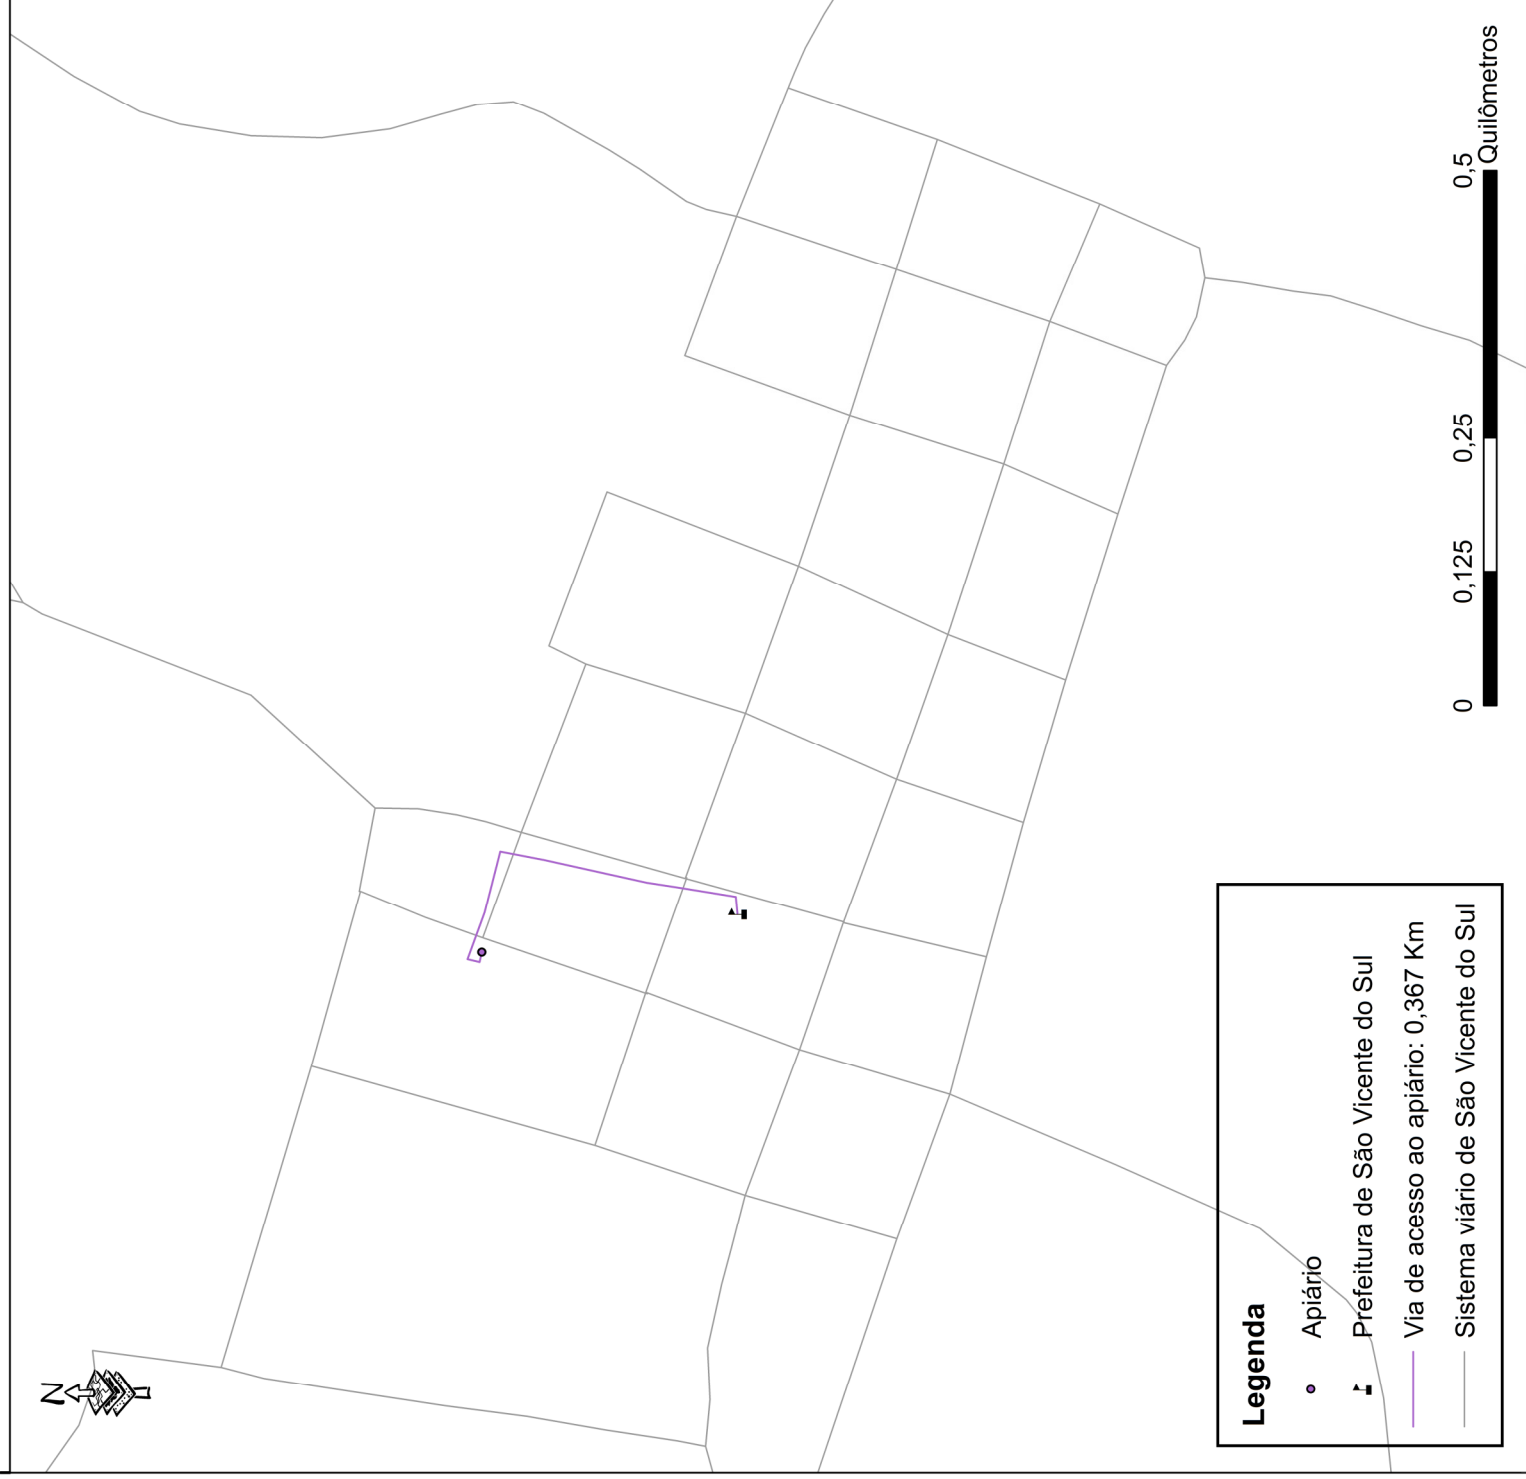 N
Legenda
Apiário
Prefeitura de São Vicente do Sul
Via de acesso ao apiário: 0,367 Km
Sistema viário de São Vicente do Sul
0 0,125 0,25 0,5
Quilômetros